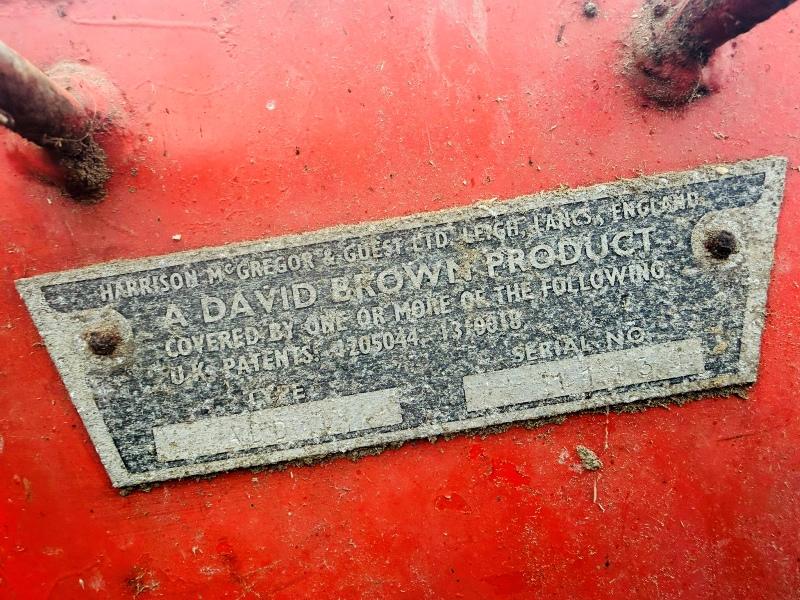 HARRISON McGREGOR & GUEST LTD. LEIGH, LANCS, ENGLAND.
A DAVID BROWN PRODUCT
COVERED BY ONE OR MORE OF THE FOLLOWING
U.K. PATENTS. 1205044,
TYPE SERIAL NO.